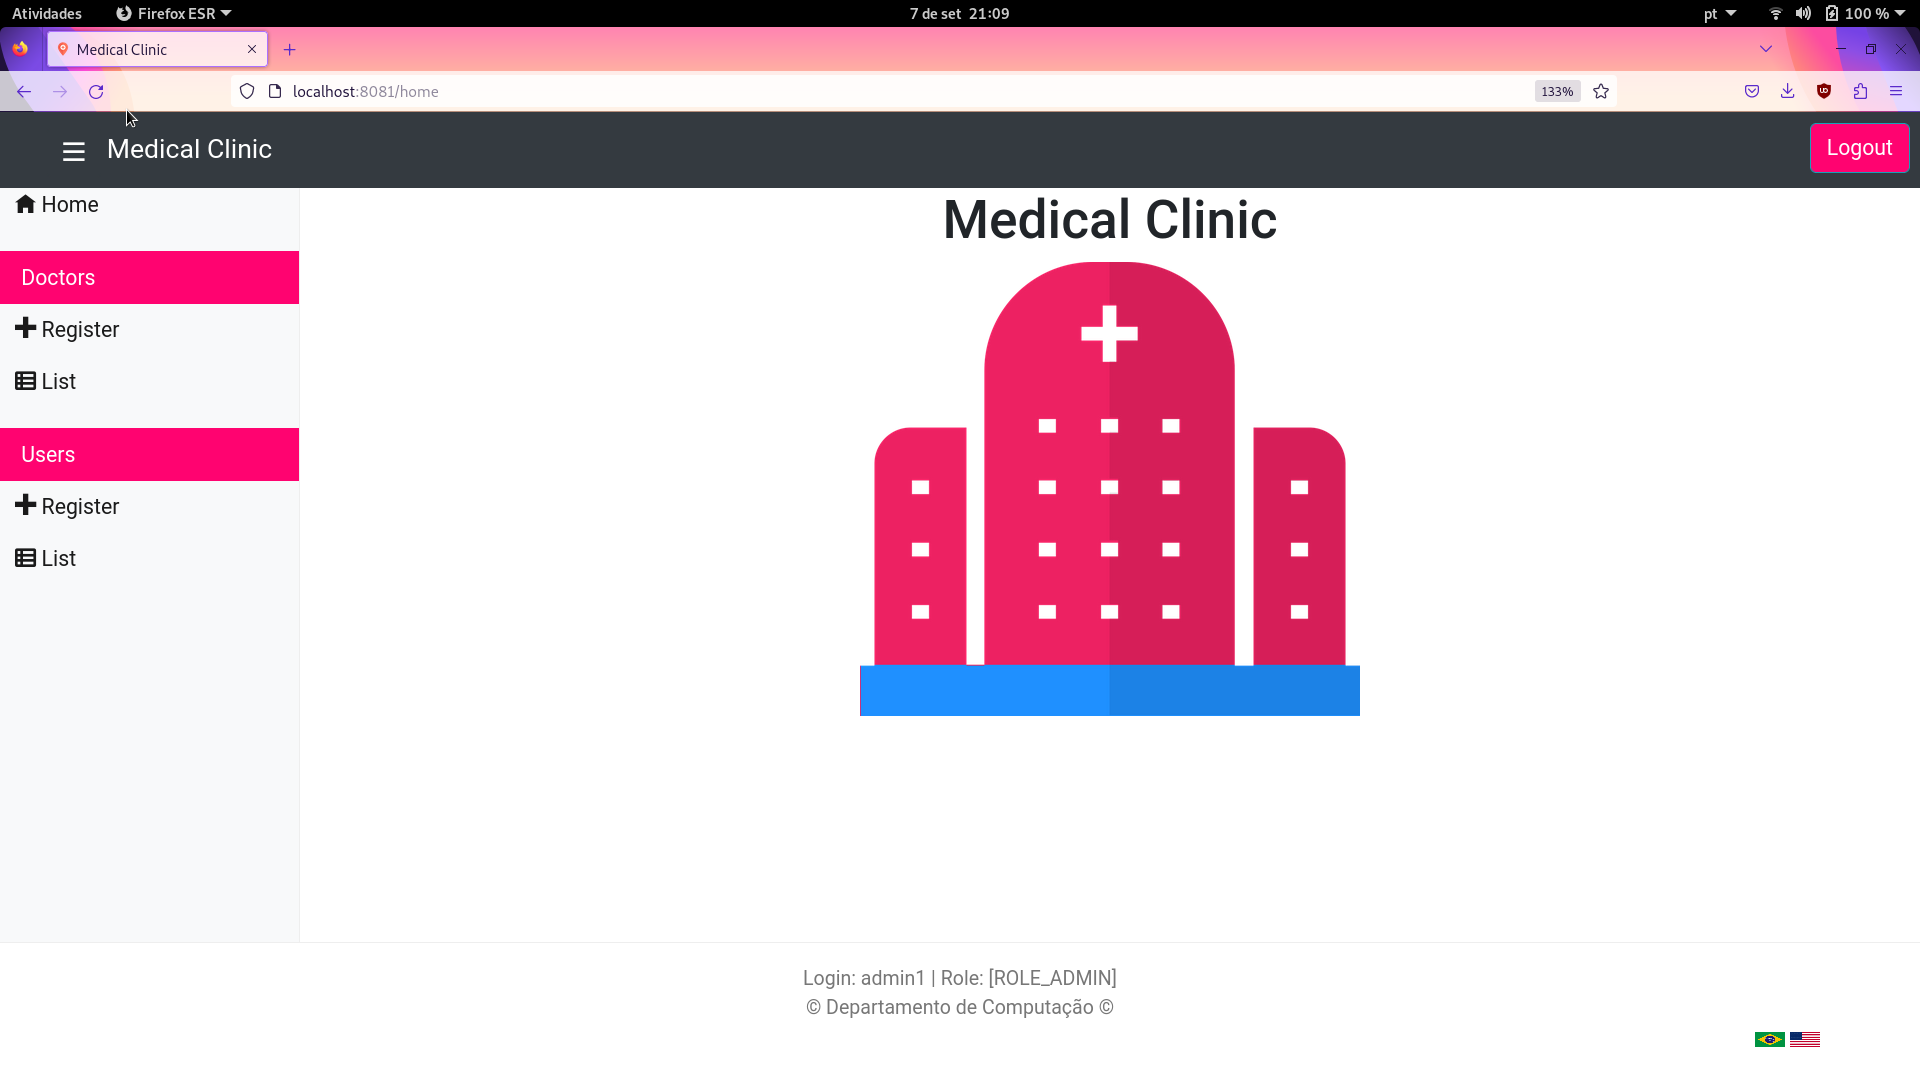 Atividades Firefox ESR 7 de set 21:09 pt 100 %
Medical Clinic
localhost:8081/home 133%
Medical Clinic Logout
Home
Medical Clinic
Doctors
Register
List
Users
Register
List
Login: admin1 | Role: [ROLE_ADMIN]
© Departamento de Computação ©